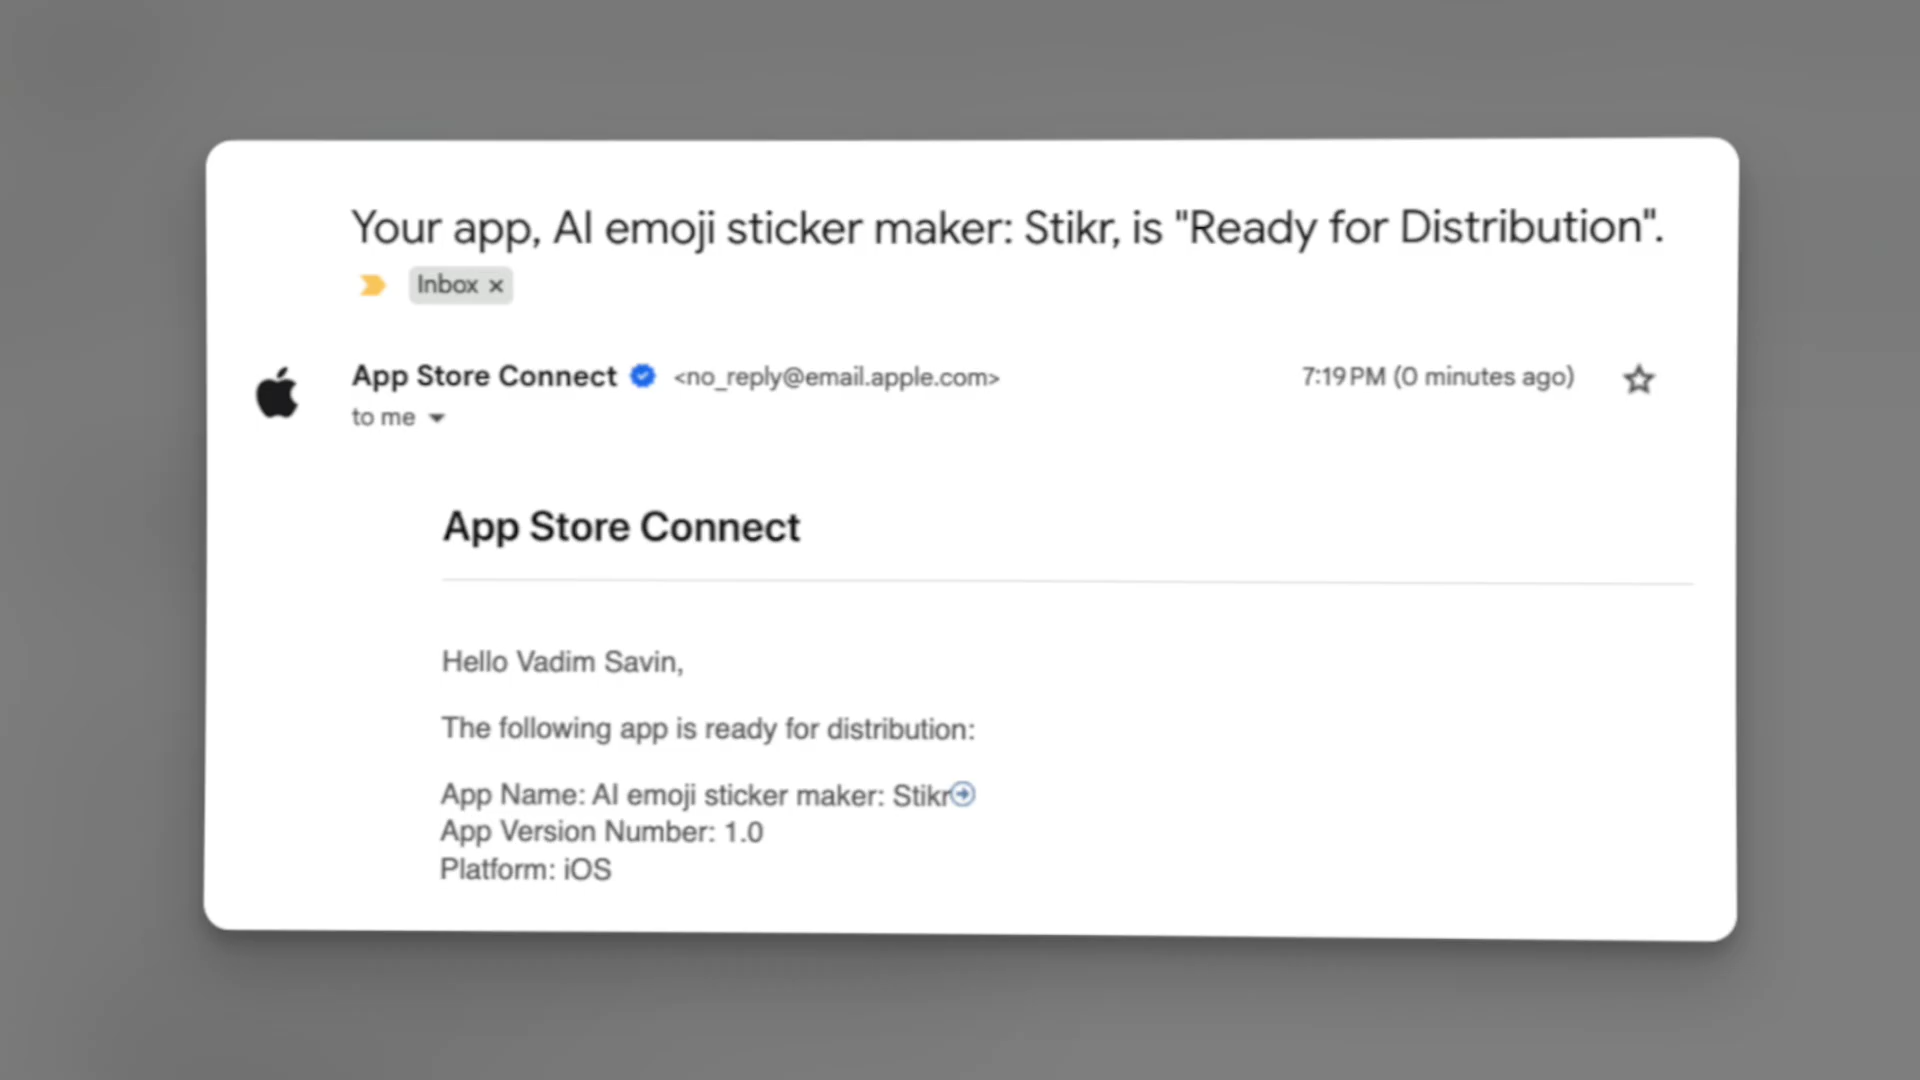 Your app, AI emoji sticker maker: Stikr, is "Ready for Distribution".
Inbox ×
App Store Connect <no_reply@email.apple.com> 7:19 PM (0 minutes ago)
to me
App Store Connect
Hello Vadim Savin,
The following app is ready for distribution:
App Name: AI emoji sticker maker: Stikr
App Version Number: 1.0
Platform: iOS